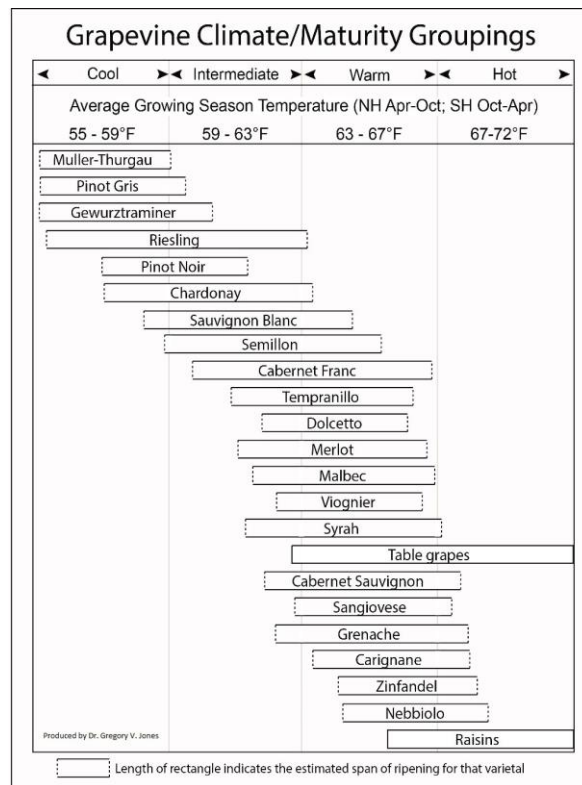 Grapevine Climate/Maturity Groupings
Cool Intermediate Warm Hot
Average Growing Season Temperature (NH Apr-Oct; SH Oct-Apr)
55 - 59°F 59 - 63°F 63 - 67°F 67-72°F
Muller-Thurgau
Pinot Gris
Gewurztraminer
Riesling
Pinot Noir
Chardonay
Sauvignon Blanc
Semillon
Cabernet Franc
Tempranillo
Dolcetto
Merlot
Malbec
Viognier
Syrah
Table grapes
Cabernet Sauvignon
Sangiovese
Grenache
Carignane
Zinfandel
Nebbiolo
Raisins
Produced by Dr. Gregory V. Jones
Length of rectangle indicates the estimated span of ripening for that varietal